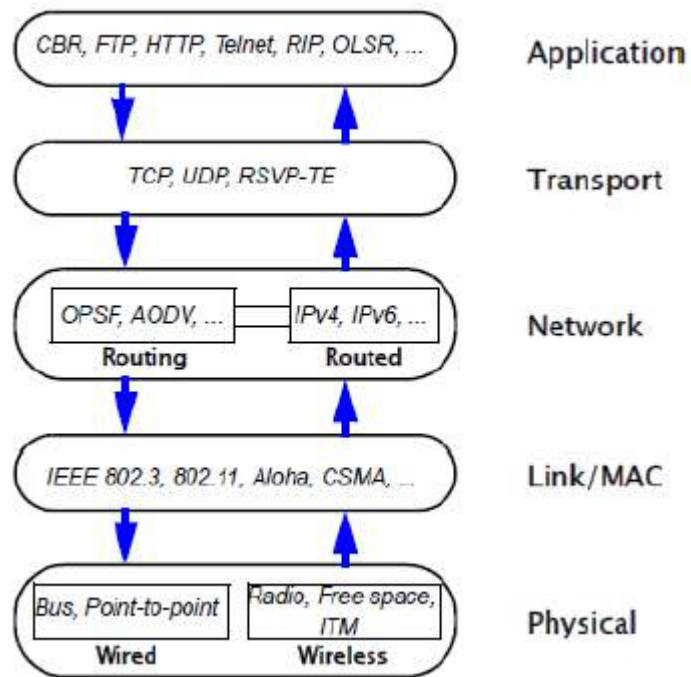 CBR, FTP, HTTP, Telnet, RIP, OLSR, ...
Application
TCP, UDP, RSVP-TE
Transport
OPSF, AODV, ...
IPv4, IPv6, ...
Routing
Routed
Network
IEEE 802.3, 802.11, Aloha, CSMA, ...
Link/MAC
Bus, Point-to-point
Radio, Free space,
ITM
Wired
Wireless
Physical